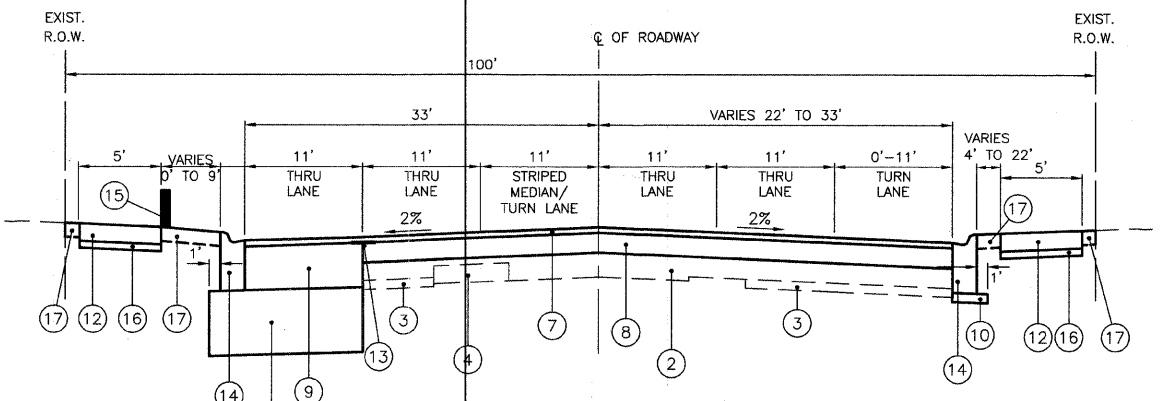 EXIST.
R.O.W.
EXIST.
R.O.W.
℄ OF ROADWAY
100'
33'
VARIES 22' TO 33'
5'
VARIES
0' TO 9'
11'
THRU
LANE
11'
THRU
LANE
11'
STRIPED
MEDIAN/
TURN LANE
11'
THRU
LANE
11'
THRU
LANE
0'-11'
TURN
LANE
VARIES
4' TO 22'
5'
15
2%
2%
17
17
12
1'
1'
12
3
3
17
12
16
17
14
9
13
4
7
8
2
14
10
12
16
17